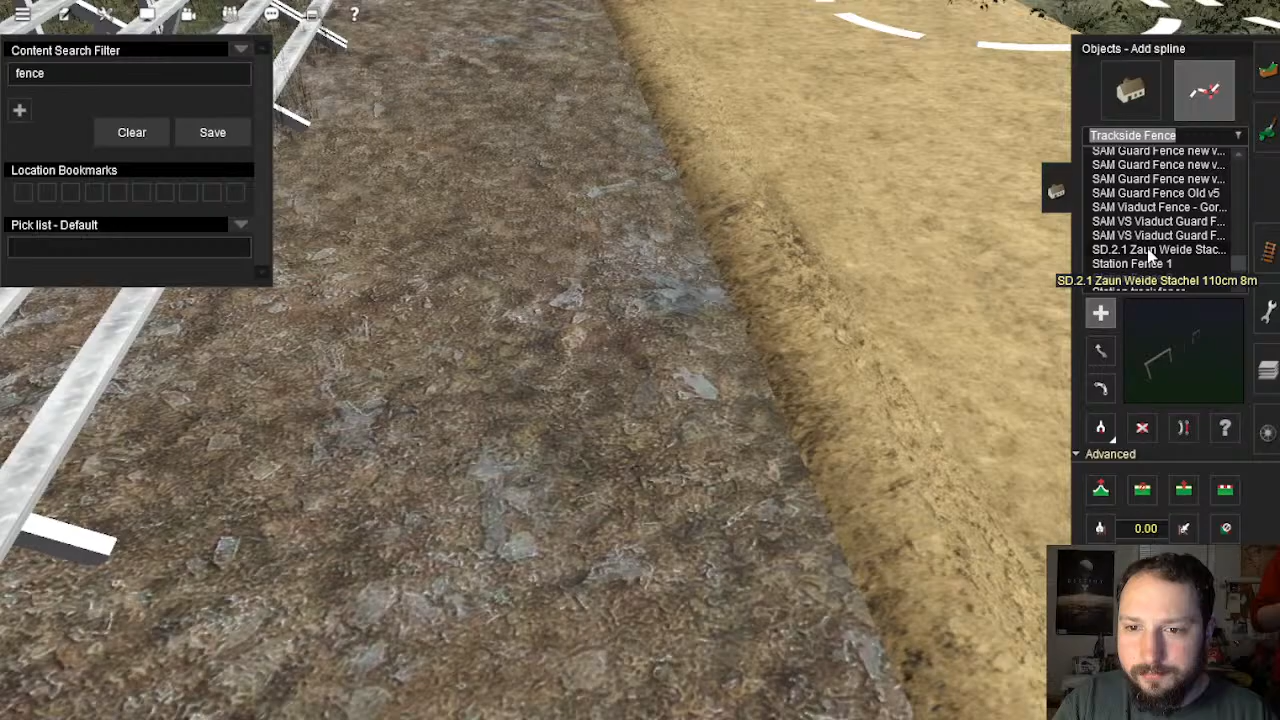 ?
Content Search Filter
fence
Clear
Save
Location Bookmarks
Pick list - Default
Objects - Add spline
Trackside Fence
SAM Guard Fence new v...
SAM Guard Fence new v...
SAM Guard Fence new v...
SAM Guard Fence Old v5
SAM Viaduct Fence - Gor...
SAM VS Viaduct Guard F...
SAM VS Viaduct Guard F...
SD.2.1 Zaun Weide Stac...
Station Fence 1
SD.2.1 Zaun Weide Stachel 110cm 8m
?
Advanced
0.00